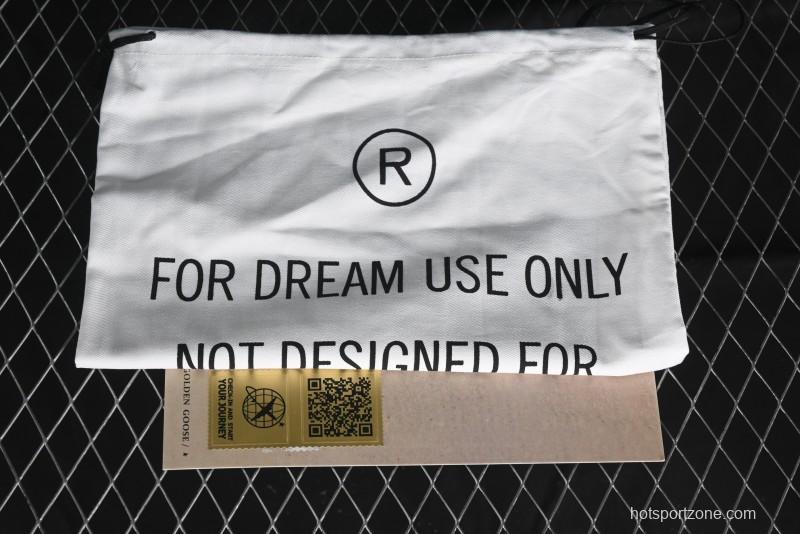 R
FOR DREAM USE ONLY
NOT DESIGNED FOR
GOLDEN GOOSE /
CHECK-IN AND START
YOUR JOURNEY
hotsportzone.com